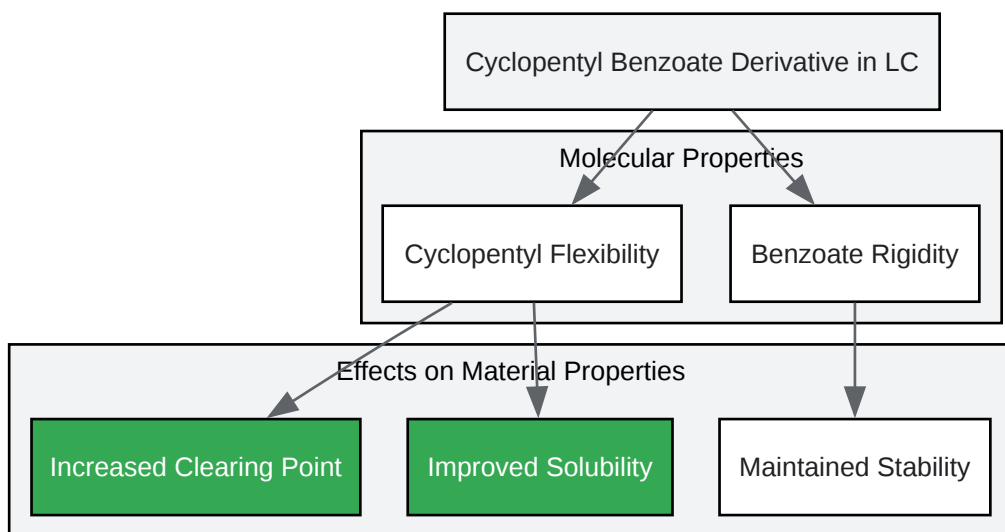 Cyclopentyl Benzoate Derivative in LC
Molecular Properties
Cyclopentyl Flexibility
Benzoate Rigidity
Effects on Material Properties
Increased Clearing Point
Improved Solubility
Maintained Stability